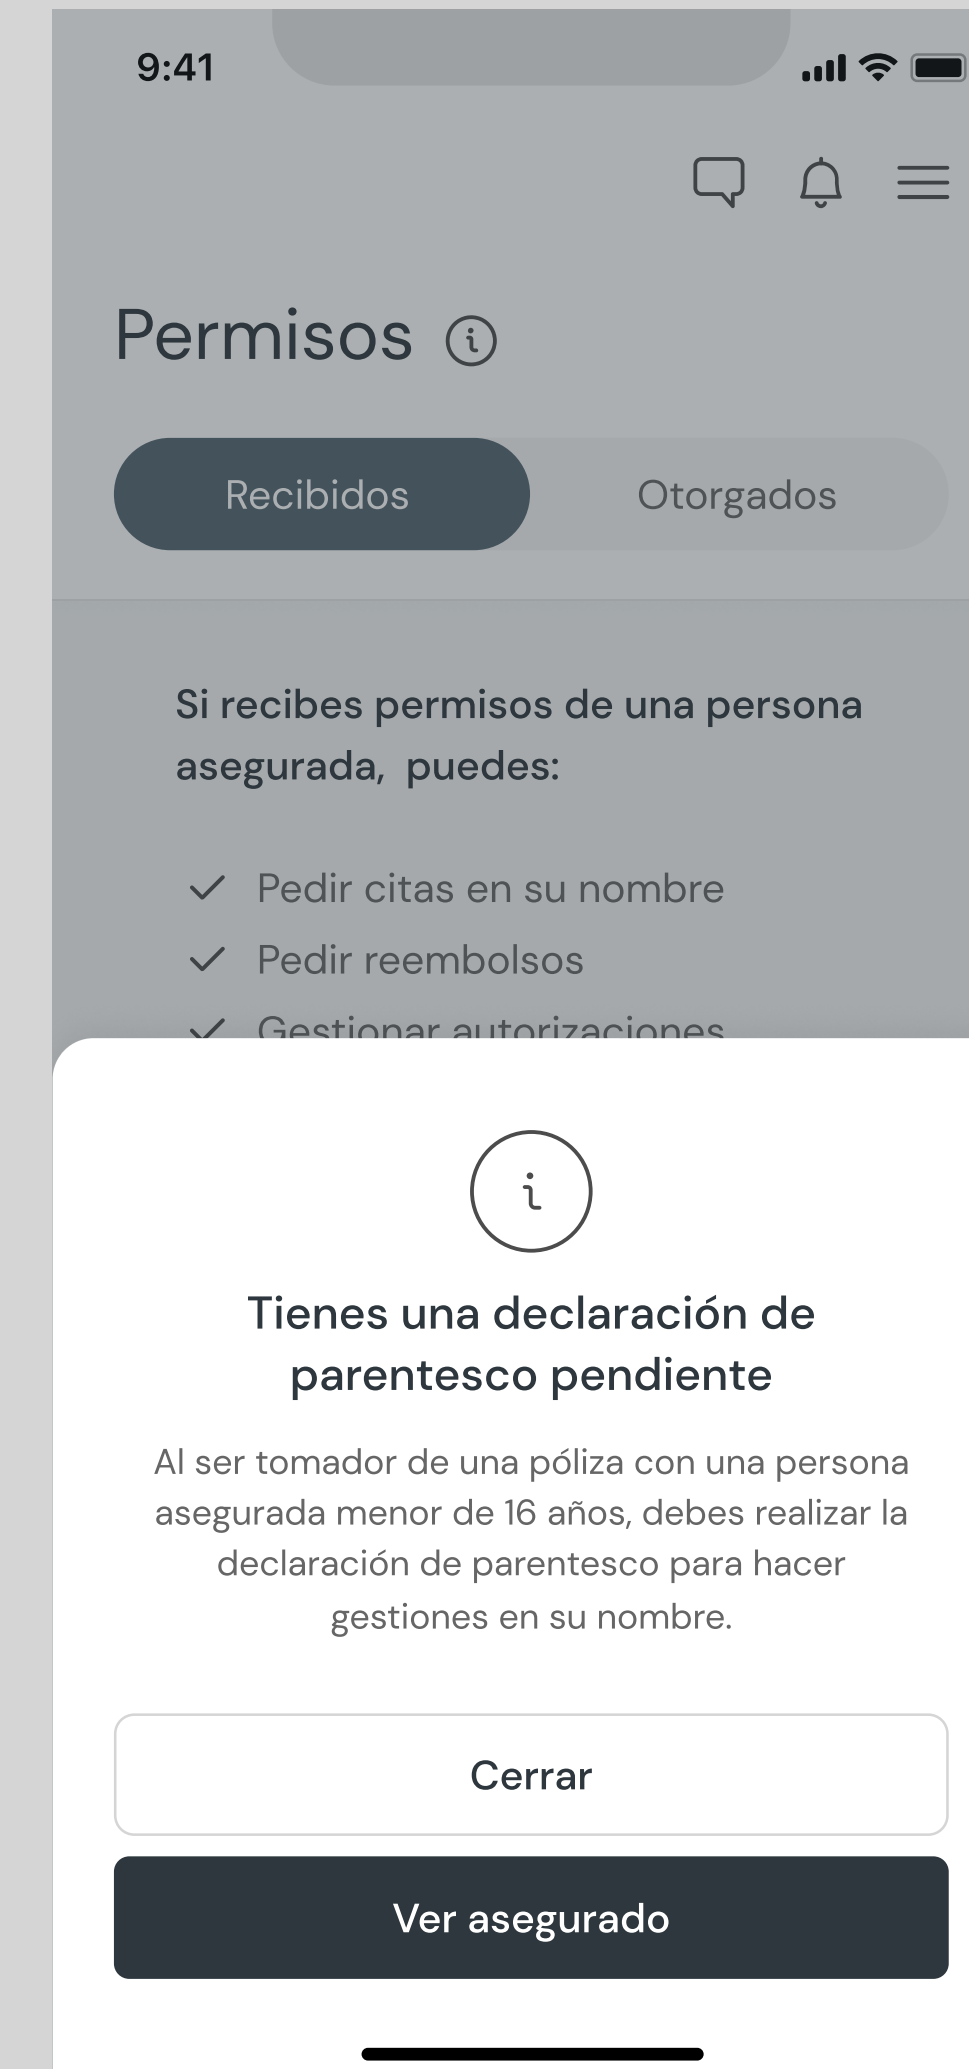 9:41
Permisos
Recibidos
Otorgados
Si recibes permisos de una persona
asegurada,  puedes:
Pedir citas en su nombre
Pedir reembolsos
Gestionar autorizaciones
Tienes una declaración de
parentesco pendiente
Al ser tomador de una póliza con una persona
asegurada menor de 16 años, debes realizar la
declaración de parentesco para hacer
gestiones en su nombre.
Cerrar
Ver asegurado